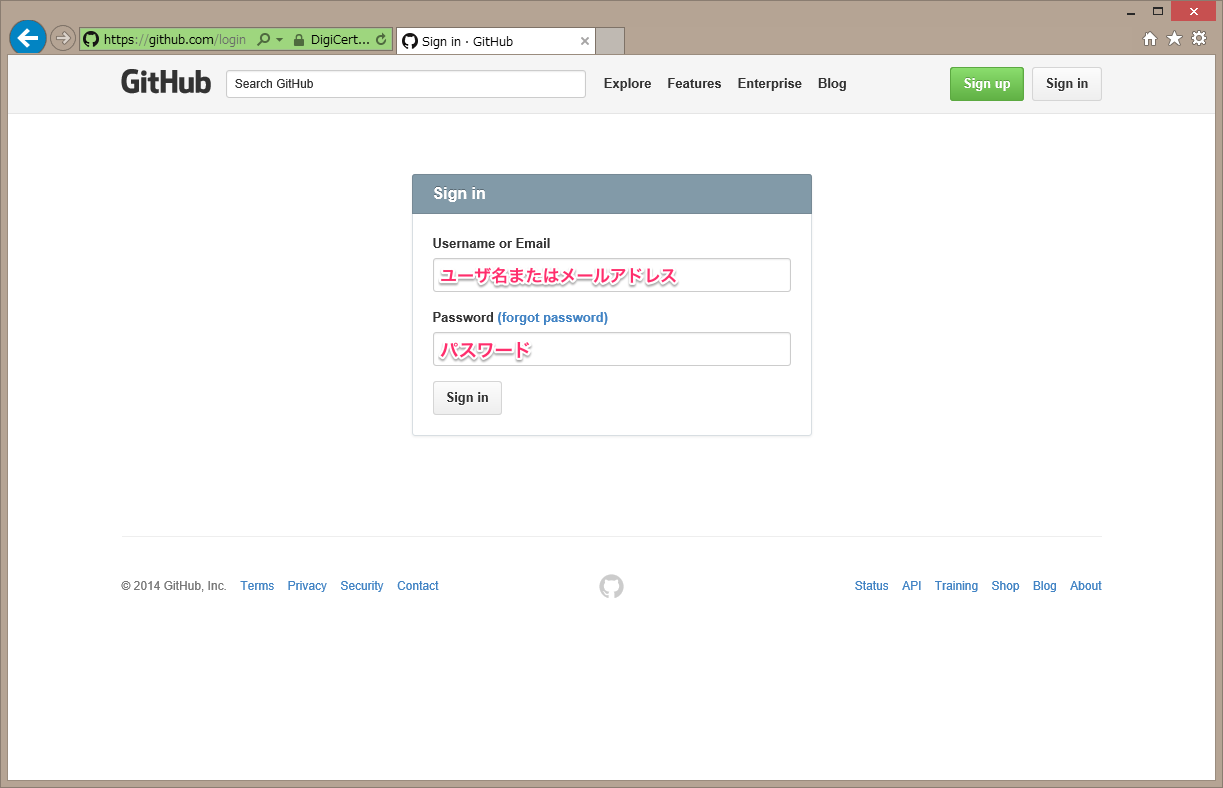 https://github.com/login DigiCert... Sign in · GitHub
GitHub Search GitHub Explore Features Enterprise Blog Sign up Sign in
Sign in
Username or Email
ユーザ名またはメールアドレス
Password (forgot password)
パスワード
Sign in
© 2014 GitHub, Inc. Terms Privacy Security Contact Status API Training Shop Blog About